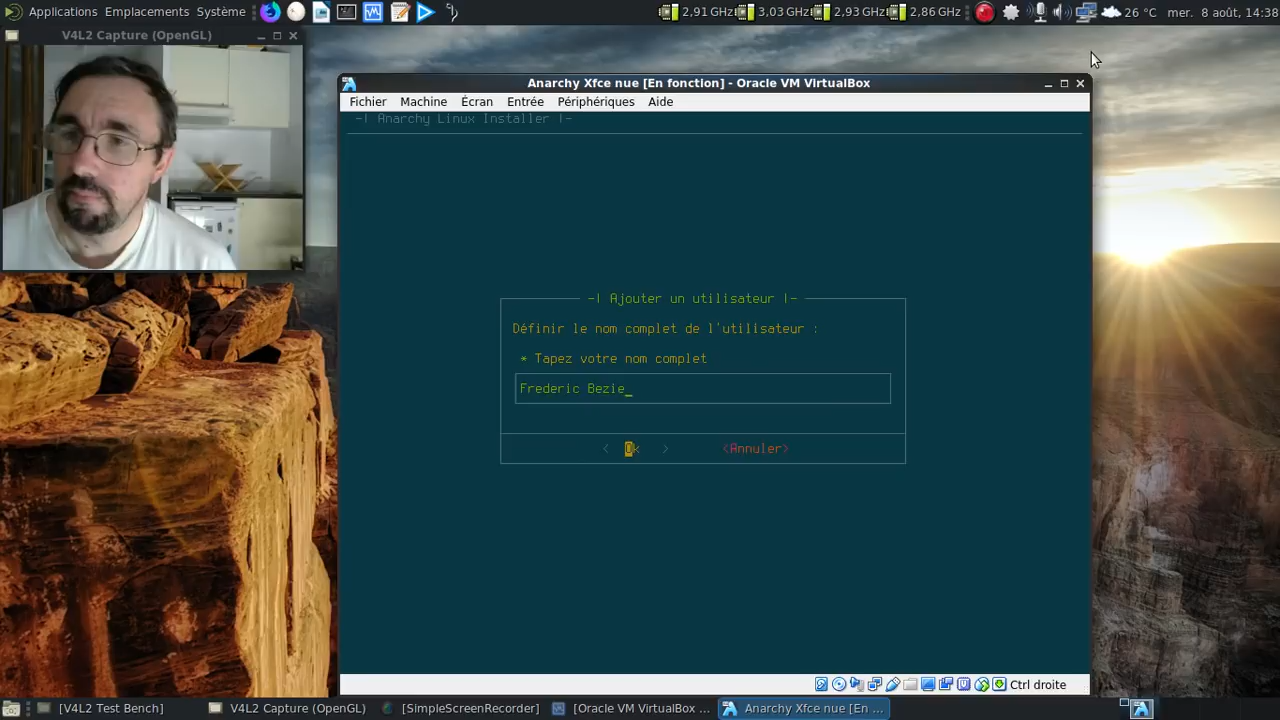 Applications Emplacements Système 2,91 GHz 3,03 GHz 2,93 GHz 2,86 GHz 26 °C mer. 8 août, 14:38
V4L2 Capture (OpenGL)
Anarchy Xfce nue [En fonction] - Oracle VM VirtualBox
Fichier Machine Écran Entrée Périphériques Aide
-| Anarchy Linux Installer |-
-| Ajouter un utilisateur |-
Définir le nom complet de l'utilisateur :
* Tapez votre nom complet
Frederic Bezie_
< Ok > <Annuler>
Ctrl droite
[V4L2 Test Bench] V4L2 Capture (OpenGL) [SimpleScreenRecorder] [Oracle VM VirtualBox ... Anarchy Xfce nue [En ...